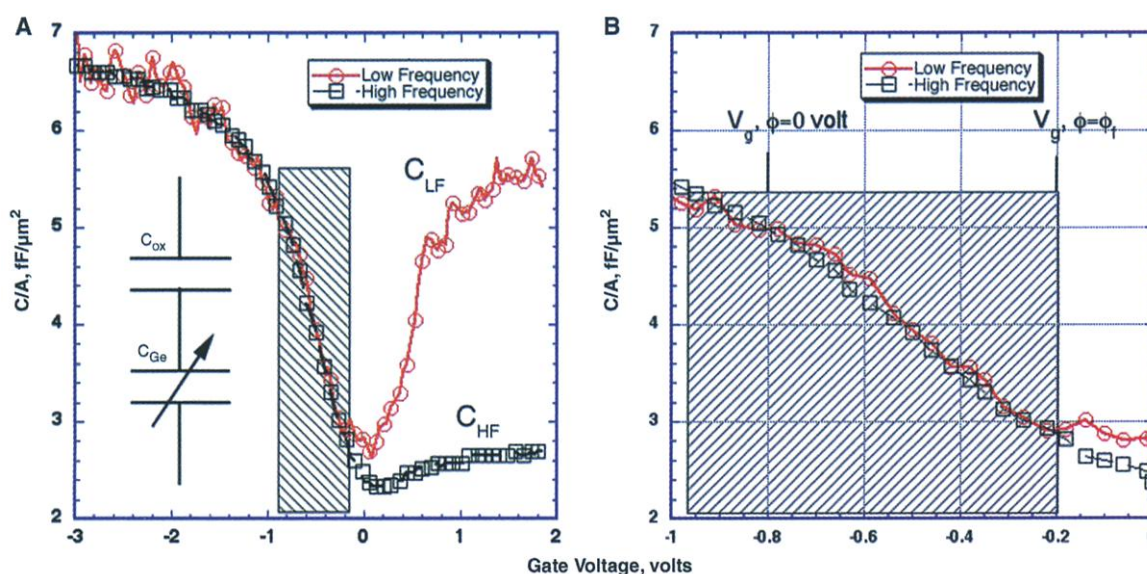 A
7
6
5
4
3
2
C/A, fF/µm²
Low Frequency
-High Frequency
C_LF
C_HF
C_ox
C_Ge
-3 -2 -1 0 1 2
B
7
6
5
4
3
2
C/A, fF/µm²
Low Frequency
-High Frequency
V_g, ϕ=0 volt
V_g, ϕ=ϕ_f
-1 -0.8 -0.6 -0.4 -0.2
Gate Voltage, volts